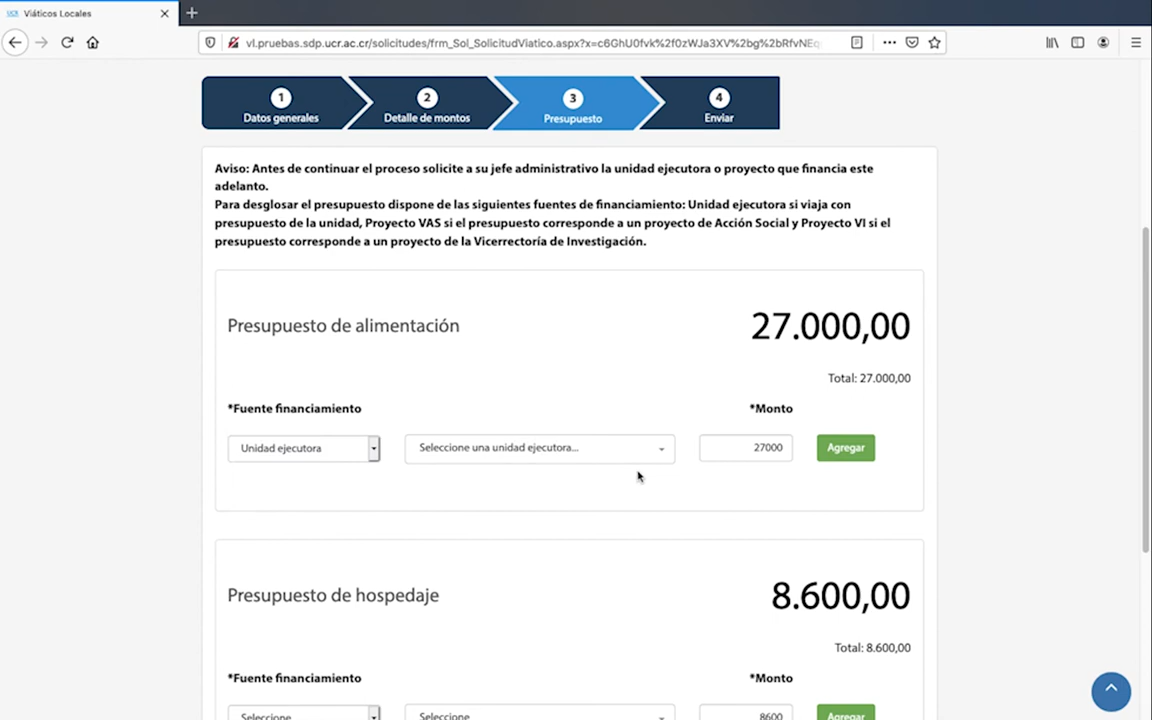 UCR Viáticos Locales
vl.pruebas.sdp.ucr.ac.cr/solicitudes/frm_Sol_SolicitudViatico.aspx?x=c6GhU0fvk%2f0zWJa3XV%2bg%2bRfvNEq
1 2 3 4
Datos generales Detalle de montos Presupuesto Enviar
Aviso: Antes de continuar el proceso solicite a su jefe administrativo la unidad ejecutora o proyecto que financia este
adelanto.
Para desglosar el presupuesto dispone de las siguientes fuentes de financiamiento: Unidad ejecutora si viaja con
presupuesto de la unidad, Proyecto VAS si el presupuesto corresponde a un proyecto de Acción Social y Proyecto VI si el
presupuesto corresponde a un proyecto de la Vicerrectoría de Investigación.
Presupuesto de alimentación 27.000,00
Total: 27.000,00
*Fuente financiamiento *Monto
Unidad ejecutora Seleccione una unidad ejecutora... 27000 Agregar
Presupuesto de hospedaje 8.600,00
Total: 8.600,00
*Fuente financiamiento *Monto
Seleccione Seleccione 8600 Agregar